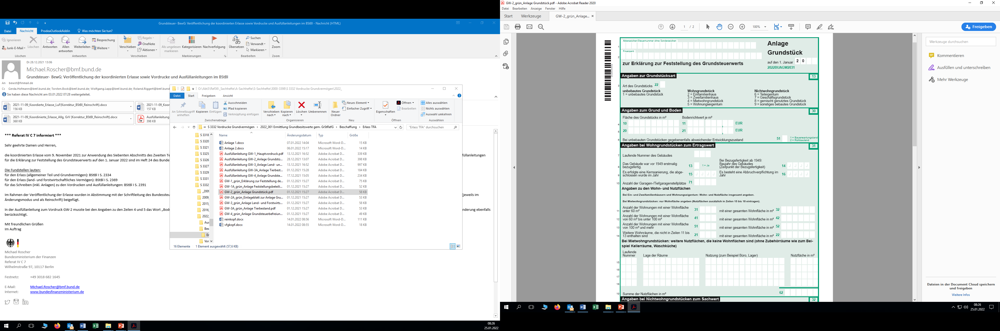 Grundsteuer- BewG: Veröffentlichung der koordinierten Erlasse sowie Vordrucke und Ausfüllanleitungen im BStBl - Nachricht (HTML)
Datei Nachricht ProdeaOutlookAddin Was möchten Sie tun?
Ignorieren
Junk-E-Mail
Löschen
Antworten
Allen antworten
Weiterleiten
Besprechung
Weitere
Verschieben
Regeln
OneNote
Aktionen
Als ungelesen markieren
Kategorisieren
Nachverfolgung
Übersetzen
Suchen
Verwandt
Markieren
Zoom
Löschen Antworten Verschieben Markierungen Bearbeiten Zoom
Di 28.12.2021 13:06
Michael.Roscher@bmf.bund.de
Grundsteuer- BewG: Veröffentlichung der koordinierten Erlasse sowie Vordrucke und Ausfüllanleitungen im BStBl
An bewst@finmail.de
Cc Gerda.Hofmann@bmf.bund.de; Torsten.Bock@bmf.bund.de; Wolfgang.Lapp@bmf.bund.de; Roland.Riggert@bmf.bund
Sie haben diese Nachricht am 03.01.2022 07:28 weitergeleitet.
2021-11-09_Koordierte_Erlasse_LuF(Korrektur_BStBl_Reinschrift).docx
156 KB
2021-11-09_Koor
157 KB
2021-11-09_Koordinierte_Erlasse_Allg, GrV (Korrektur_BStBl_Reinschrift).docx
360 KB
Ausfüllanleitung
398 KB
*** Referat IV C 7 informiert ***
Sehr geehrte Damen und Herren,
die koordinierten Erlasse vom 9. November 2021 zur Anwendung des Siebenten Abschnitts des Zweiten Te
füllanleitungen
für die Erklärung zur Feststellung des Grundsteuerwerts auf den 1. Januar 2022 sind im Heft 24 des Bundes
Die Fundstellen lauten:
für den Erlass (allgemeiner Teil und Grundvermögen): BStBl I S. 2334
für den Erlass (land- und forstwirtschaftliches Vermögen): BStBl I S. 2369
für das Schreiben (inkl. Anlagen) zu den Vordrucken und Ausfüllanleitungen: BStBl I S. 2391
Im Rahmen der Veröffentlichung der Erlasse wurden in Abstimmung mit der Schriftleitung des Bundessteu
(jeweils im
Änderungsmodus und als Reinschrift) beigefügt.
In der Ausfüllanleitung zum Vordruck GW-2 musste bei den Angaben zu den Zeilen 4 und 5 das Wort „Bod
nderung ebenfalls
berücksichtigt.
Mit freundlichen Grüßen
Im Auftrag
Michael Roscher
Bundesministerium der Finanzen
Referat IV C 7
Wilhelmstraße 97, 10117 Berlin
Festnetz: +49 3018 682 1645
E-Mail: Michael.Roscher@bmf.bund.de
Internet: www.bundesfinanzministerium.de
O:\Abt3\Ref36\_Sachhefte\A-Sachhefte\S-Sachhefte\3000-3398\S 3332 Vordrucke Grundvermögen\2022_
Datei Start Freigeben Ansicht
An Schnellzugriff anheften
Kopieren
Einfügen
Ausschneiden
Pfad kopieren
Verknüpfung einfügen
Verschieben nach
Kopieren nach
Löschen
Umbenennen
Neuer Ordner
Neues Element
Einfacher Zugriff
Eigenschaften
Öffnen
Bearbeiten
Alles auswählen
Nichts auswählen
Auswahl umkehren
Zwischenablage Organisieren Neu Öffnen Auswählen
« S 3332 Vordrucke Grundvermögen > 2022_001 Ermittlung Grundbesitzwerte gem. GrStRefG > Beschaffung > Erlass TFA
"Erlass TFA" durchsuchen
S 3318
S 3320
S 3321
S 3325
S 3326
S 3327
S 3329
S 3331
S 3332
_2009
2009_
2015_
2016_
2022_
Aus
Bes
Er
Vor
Name Änderungsdatum Typ Größe
Anlage 1.docx 07.01.2022 14:04 Microsoft Word-D... 15 KB
Anlage 2.docx 06.01.2022 15:17 Microsoft Word-D... 14 KB
Ausfüllanleitung GW-1_Hauptvordruck.pdf 13.12.2021 16:52 Adobe Acrobat D... 339 KB
Ausfüllanleitung GW-2_Anlage Grundstü... 28.12.2021 13:07 Adobe Acrobat D... 398 KB
Ausfüllanleitung GW-3_Anlage Land- un... 13.12.2021 16:52 Adobe Acrobat D... 997 KB
Ausfüllanleitung GW-3A_Anlage Tierbest... 01.12.2021 15:28 Adobe Acrobat D... 184 KB
Ausfüllanleitung GW-4_Anlage Grundste... 17.12.2021 15:05 Adobe Acrobat D... 234 KB
GW-1_grün_Erklärung zur Feststellung de... 01.12.2021 15:27 Adobe Acrobat D... 75 KB
GW-1A_grün_Anlage Feststellungsbeteili... 01.12.2021 15:27 Adobe Acrobat D... 52 KB
GW-2_grün_Anlage Grundstück.pdf 01.12.2021 15:27 Adobe Acrobat D... 58 KB
GW-2A_grün_Einlageblatt zur Anlage Gru... 01.12.2021 15:27 Adobe Acrobat D... 53 KB
GW-3_grün_Anlage Land- und Forstwirts... 01.12.2021 15:27 Adobe Acrobat D... 58 KB
GW-3A_grün_Anlage Tierbestand.pdf 01.12.2021 15:27 Adobe Acrobat D... 53 KB
GW-4_grün_Anlage Grundsteuerbefreiun... 01.12.2021 15:27 Adobe Acrobat D... 49 KB
reinkopf.docx 14.01.2022 08:56 Microsoft Word-D... 111 KB
vfgkopf.docx 14.01.2022 08:55 Microsoft Word-D... 18 KB
16 Elemente 1 Element ausgewählt (57,6 KB)
08:26
25.01.2022
GW-2_grün_Anlage Grundstück.pdf - Adobe Acrobat Reader 2020
Datei Bearbeiten Anzeige Fenster Hilfe
Start Werkzeuge GW-2_grün_Anlage... ×
1 / 2 100% Freigeben
Aktenzeichen/Steuernummer ohne Sonderzeichen
1
Finanzamt
2
Anlage
Grundstück
zur Erklärung zur Feststellung des Grundsteuerwerts
auf den 1. Januar 2 0
2022BUAGW2031
Angaben zur Grundstücksart 13
3 Art des Grundstücks 22
unbebautes Grundstück Wohngrundstück Nichtwohngrundstück
1 = unbebautes Grundstück 2 = Einfamilienhaus 6 = Teileigentum
3 = Zweifamilienhaus 7 = Geschäftsgrundstück
4 = Mietwohngrundstück 8 = gemischt genutztes Grundstück
5 = Wohnungseigentum 9 = sonstiges bebautes Grundstück
Angaben zum Grund und Boden 30
Fläche des Grundstücks in m² Bodenrichtwert je m²
4 10 11 , EUR
5 20 21 , EUR
6 Bei unbebauten Grundstücken gegebenenfalls abweichender Entwicklungszustand 51 1 = Bauerwartungsland
2 = Rohbauland
Angaben bei Wohngrundstücken zum Ertragswert 31
7 Laufende Nummer des Gebäudes
Das Gebäude war vor 1949 erstmalig
8 bezugsfertig. 13 1 = Ja
Bei Bezugsfertigkeit ab 1949:
Baujahr des Gebäudes
(Zeitpunkt der Bezugsfertigkeit) 14 J J J J
Es erfolgte eine Kernsanierung, die abge-
9 schlossen wurde im Jahr 15 J J J J
Es besteht eine Abbruchverpflichtung im
Jahr 16 J J J J
10 Anzahl der Garagen-/Tiefgaragenstellplätze 71
Angaben zu den Wohn- und Nutzflächen
Bei Ein- und Zweifamilienhäusern und Wohnungseigentum: Wohn- und Nutzfläche insgesamt angeben.
Bei Mietwohngrundstücken: nur Wohnfläche angeben (Nutzflächen zusätzlich in Zeilen 15 bis 18 eintragen).
Anzahl der Wohnungen mit einer Wohnfläche
11 unter 60 m² 31 mit einer gesamten Wohnfläche in m² 32
Anzahl der Wohnungen mit einer Wohnfläche
12 von 60 m² bis unter 100 m² 41 mit einer gesamten Wohnfläche in m² 42
Anzahl der Wohnungen mit einer Wohnfläche
13 von 100 m² und mehr 51 mit einer gesamten Wohnfläche in m² 52
Weitere Wohnräume, die nicht in Zeilen 11 bis
14 13 enthalten sind 21 mit einer gesamten Wohnfläche in m² 22
Bei Mietwohngrundstücken: weitere Nutzflächen, die keine Wohnflächen sind (ohne Zubehörräume wie zum Bei-
spiel Kellerräume, Waschküche)
Laufende
Nummer Lage der Räume Nutzung (zum Beispiel Büro, Lager) Nutzfläche in m²
15
16
17
18
19 Summe der Nutzflächen in m² 62
Angaben bei Nichtwohngrundstücken zum Sachwert 32
Werkzeuge durchsuchen
Kommentieren
Ausfüllen und unterschreiben
Mehr Werkzeuge
Dateien in der Document Cloud speichern
und freigeben
Weitere Infos
08:26
25.01.2022